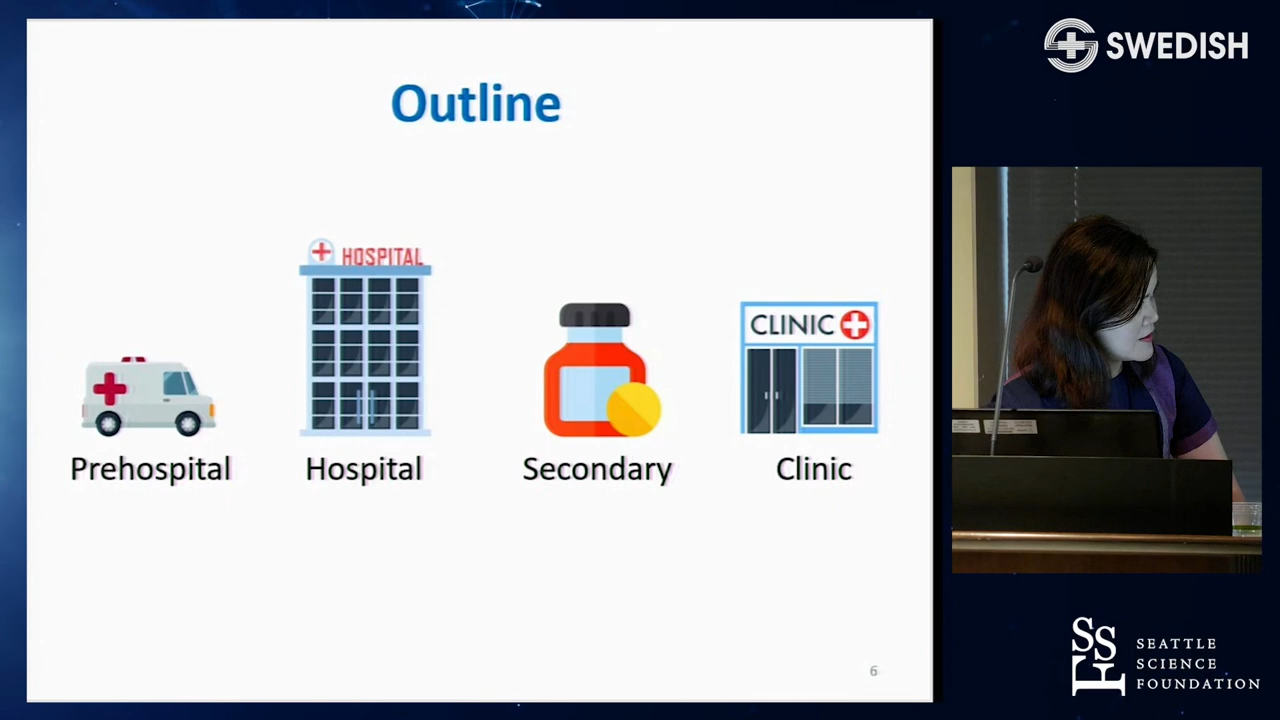 Outline
HOSPITAL
CLINIC
Prehospital
Hospital
Secondary
Clinic
6
SWEDISH
SEATTLE
SCIENCE
FOUNDATION